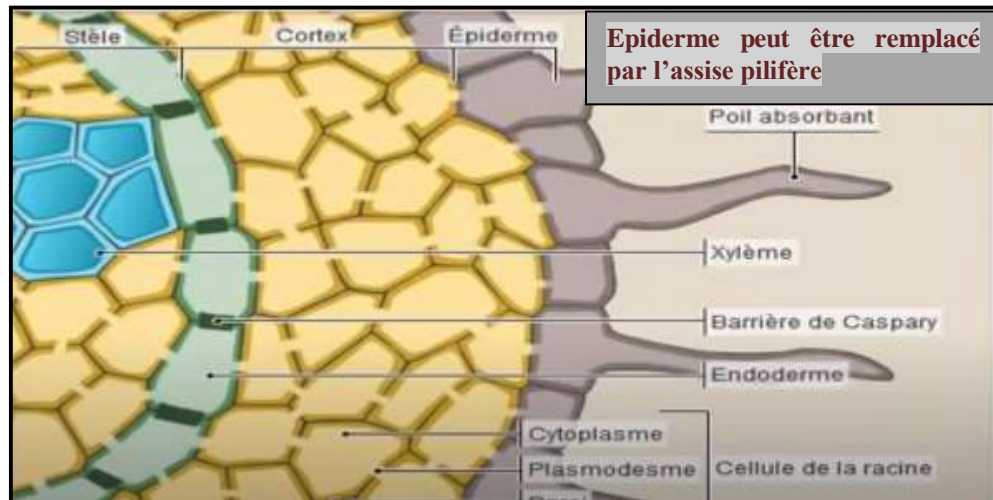 Stèle
Cortex
Épiderme
Epiderme peut être remplacé
par l’assise pilifère
Poil absorbant
Xylème
Barrière de Caspary
Endoderme
Cytoplasme
Plasmodesme
Cellule de la racine